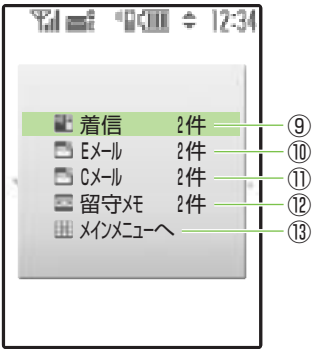 12:34
着信 2件 ⑨
Eメール 2件 ⑩
Cメール 2件 ⑪
留守メモ 2件 ⑫
メインメニューへ ⑬